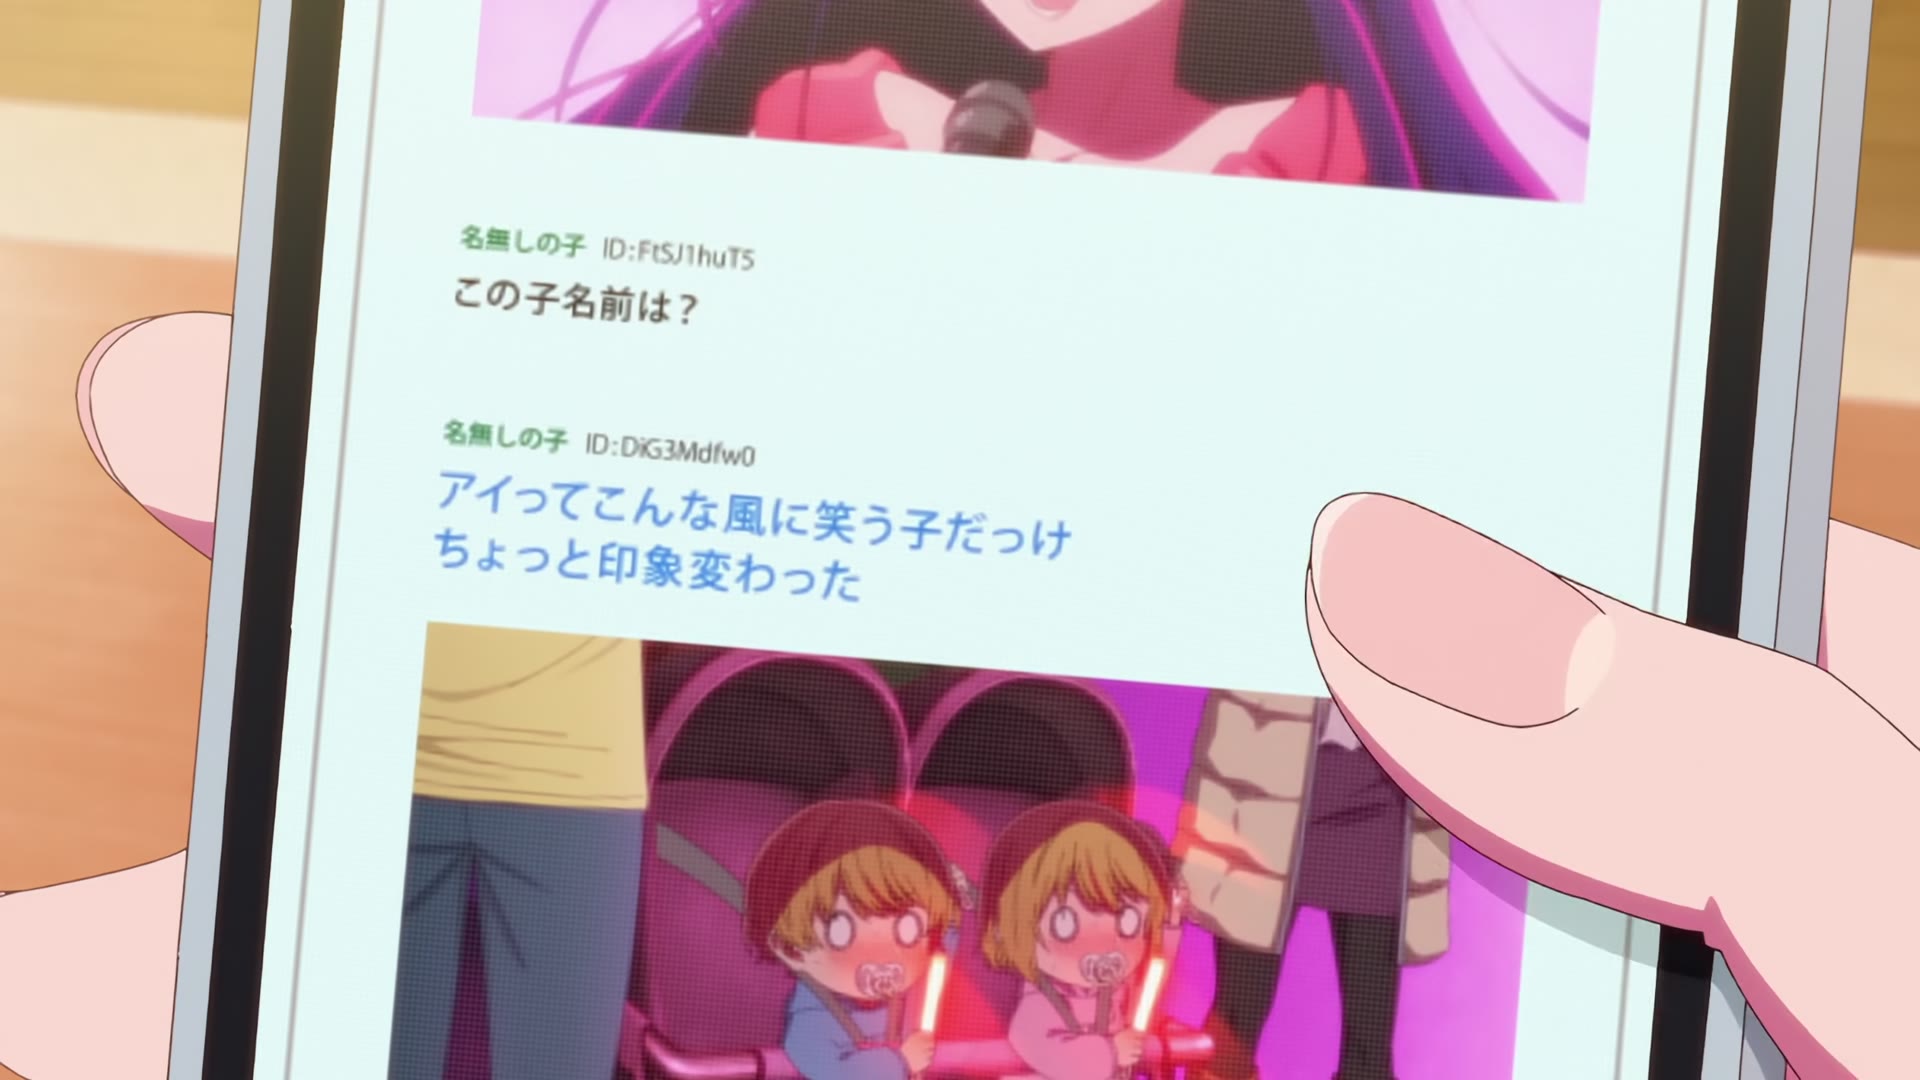 名無しの子 ID:FtSJ1huT5
この子名前は？
名無しの子 ID:DiG3Mdfw0
アイってこんな風に笑う子だっけ
ちょっと印象変わった